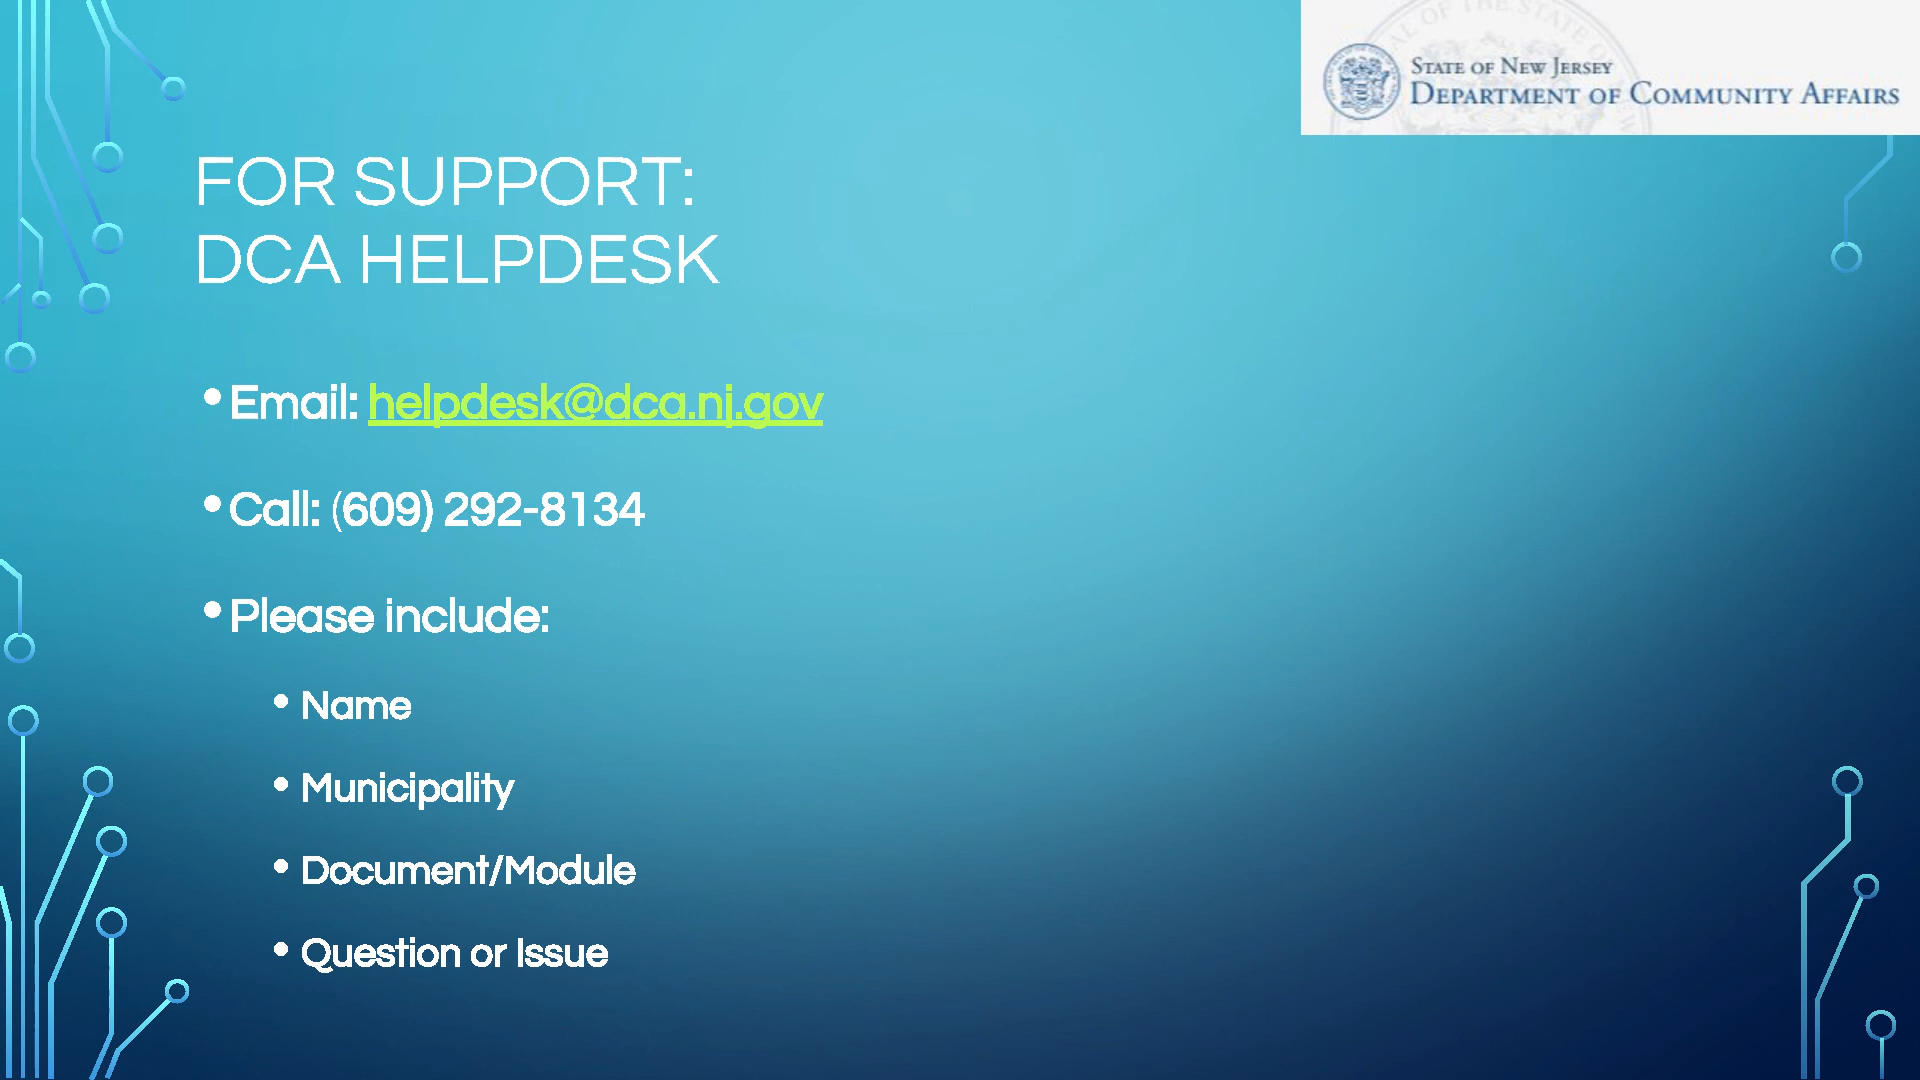 STATE OF NEW JERSEY
DEPARTMENT OF COMMUNITY AFFAIRS
FOR SUPPORT:
DCA HELPDESK
• Email: helpdesk@dca.nj.gov
• Call: (609) 292-8134
• Please include:
• Name
• Municipality
• Document/Module
• Question or Issue